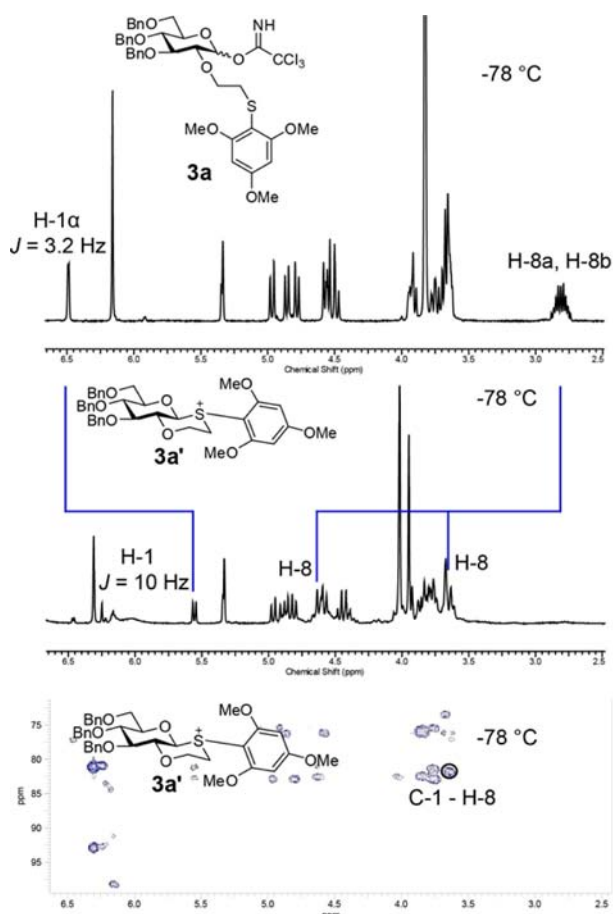 BnO
NH
BnO
O
BnO
O
CCl3
O
-78 °C
S
MeO
OMe
3a
OMe
H-1α
J = 3.2 Hz
H-8a, H-8b
6.5 6.0 5.5 5.0 4.5 4.0 3.5 3.0 2.5
Chemical Shift (ppm)
MeO
-78 °C
BnO
BnO
O
S+
OMe
BnO
O
3a'
OMe
H-1
J = 10 Hz
H-8
H-8
6.5 6.0 5.5 5.0 4.5 4.0 3.5 3.0 2.5
Chemical Shift (ppm)
BnO
MeO
-78 °C
BnO
O
S+
OMe
BnO
O
3a'
OMe
C-1 - H-8
75
80
85
90
95
ppm
6.5 6.0 5.5 5.0 4.5 4.0 3.5 3.0 2.5
ppm